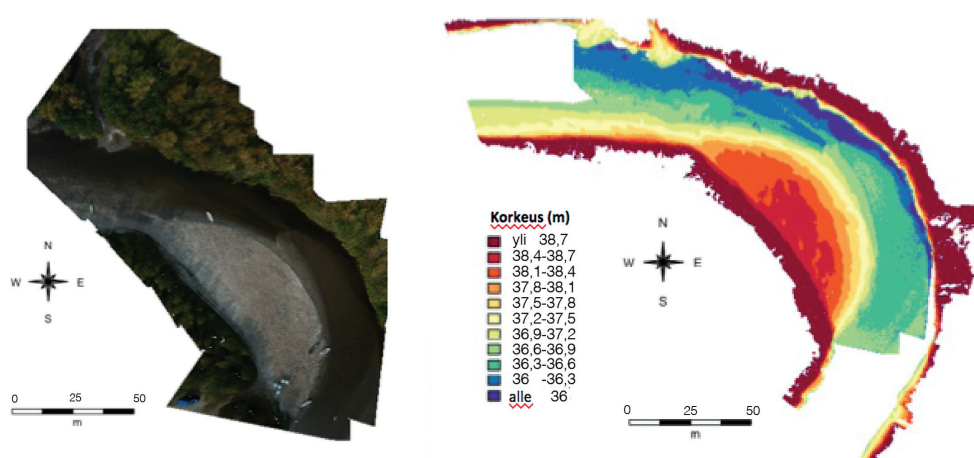 N
W E
S
0 25 50
m
Korkeus (m)
yli 38,7
38,4-38,7
38,1-38,4
37,8-38,1
37,5-37,8
37,2-37,5
36,9-37,2
36,6-36,9
36,3-36,6
36 -36,3
alle 36
N
W E
S
0 25 50
m